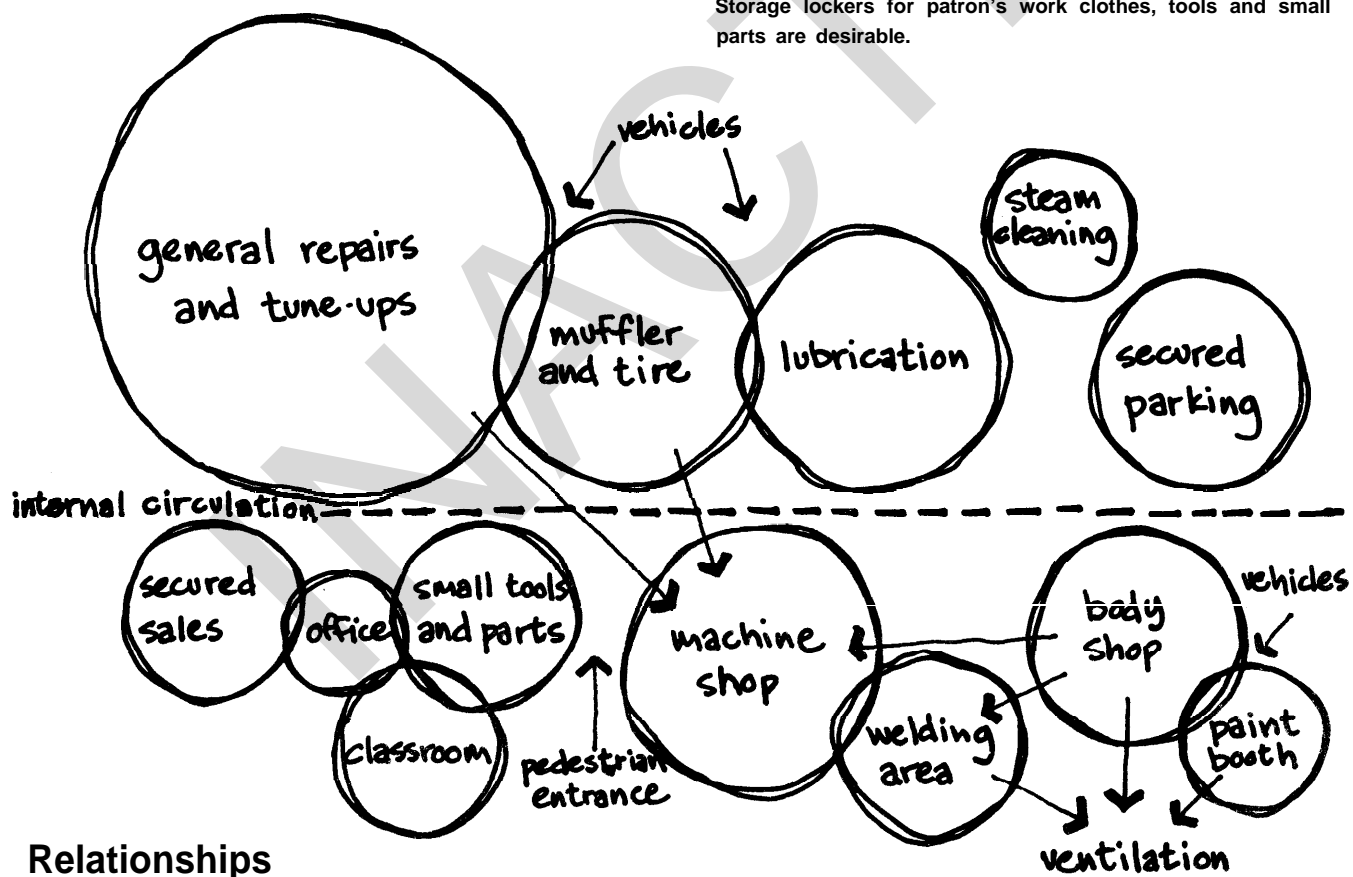 Storage lockers for patron's work clothes, tools and small
parts are desirable.
vehicles
steam
cleaning
general repairs
and tune-ups
muffler
and tire
lubrication
secured
parking
internal circulation
secured
sales
office
small tools
and parts
classroom
pedestrian
entrance
machine
shop
welding
area
body
shop
vehicles
paint
booth
ventilation
Relationships
INACT